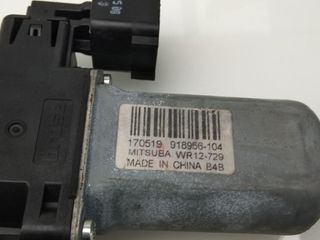 170519 918956-104
MITSUBA WR12-729
MADE IN CHINA B4B